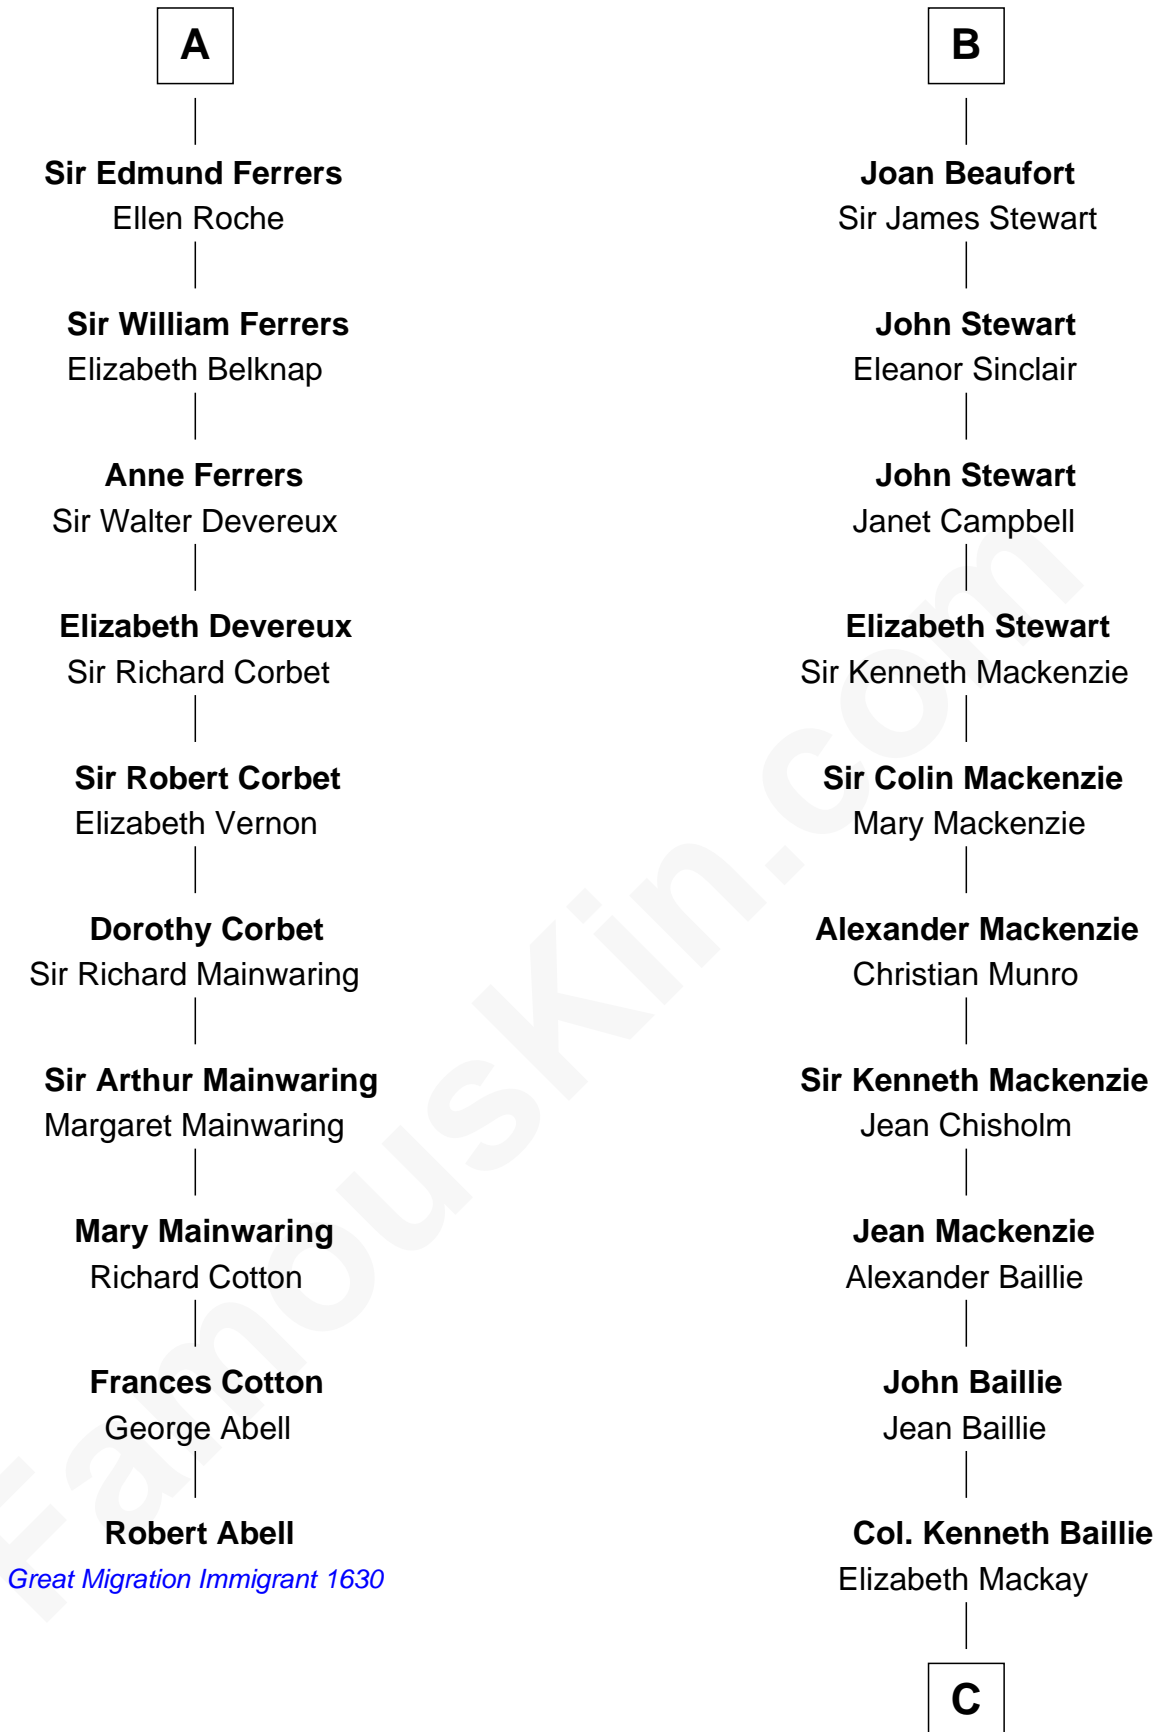 A
Sir Edmund Ferrers
Ellen Roche
Sir William Ferrers
Elizabeth Belknap
Anne Ferrers
Sir Walter Devereux
Elizabeth Devereux
Sir Richard Corbet
Sir Robert Corbet
Elizabeth Vernon
Dorothy Corbet
Sir Richard Mainwaring
Sir Arthur Mainwaring
Margaret Mainwaring
Mary Mainwaring
Richard Cotton
Frances Cotton
George Abell
Robert Abell
Great Migration Immigrant 1630
B
Joan Beaufort
Sir James Stewart
John Stewart
Eleanor Sinclair
John Stewart
Janet Campbell
Elizabeth Stewart
Sir Kenneth Mackenzie
Sir Colin Mackenzie
Mary Mackenzie
Alexander Mackenzie
Christian Munro
Sir Kenneth Mackenzie
Jean Chisholm
Jean Mackenzie
Alexander Baillie
John Baillie
Jean Baillie
Col. Kenneth Baillie
Elizabeth Mackay
C
FamousKin.com